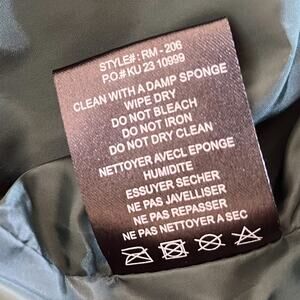 STYLE#: RM - 206
P.O.# KU 23 10999
CLEAN WITH A DAMP SPONGE
WIPE DRY
DO NOT BLEACH
DO NOT IRON
DO NOT DRY CLEAN
NETTOYER AVECL EPONGE
HUMIDITE
ESSUYER SECHER
NE PAS JAVELLISER
NE PAS REPASSER
NE PAS NETTOYER A SEC